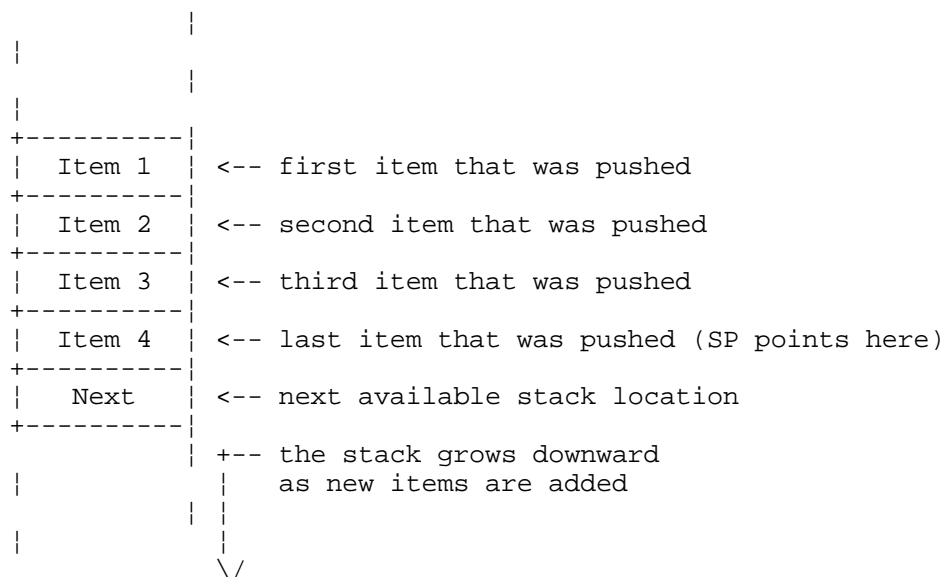 Item 1 <-- first item that was pushed
Item 2 <-- second item that was pushed
Item 3 <-- third item that was pushed
Item 4 <-- last item that was pushed (SP points here)
Next <-- next available stack location
+-- the stack grows downward
as new items are added